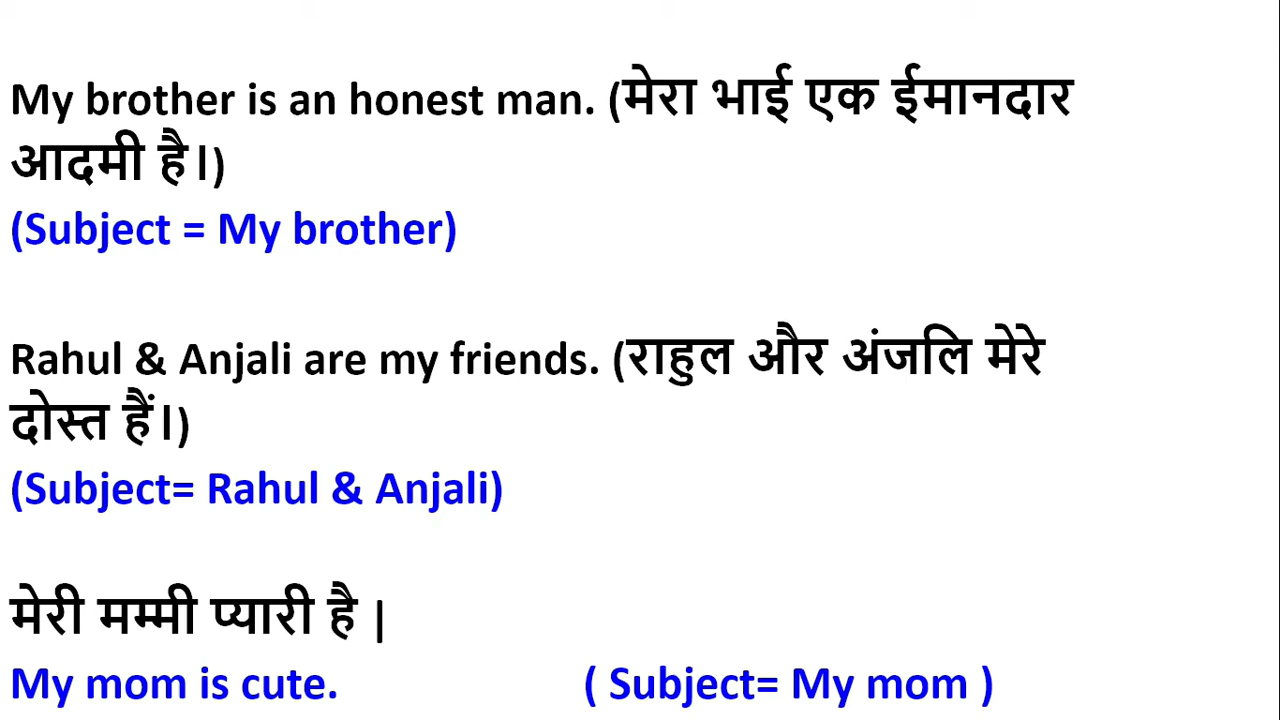 My brother is an honest man. (मेरा भाई एक ईमानदार
आदमी है।)
(Subject = My brother)
Rahul & Anjali are my friends. (राहुल और अंजलि मेरे
दोस्त हैं।)
(Subject= Rahul & Anjali)
मेरी मम्मी प्यारी है |
My mom is cute. ( Subject= My mom )